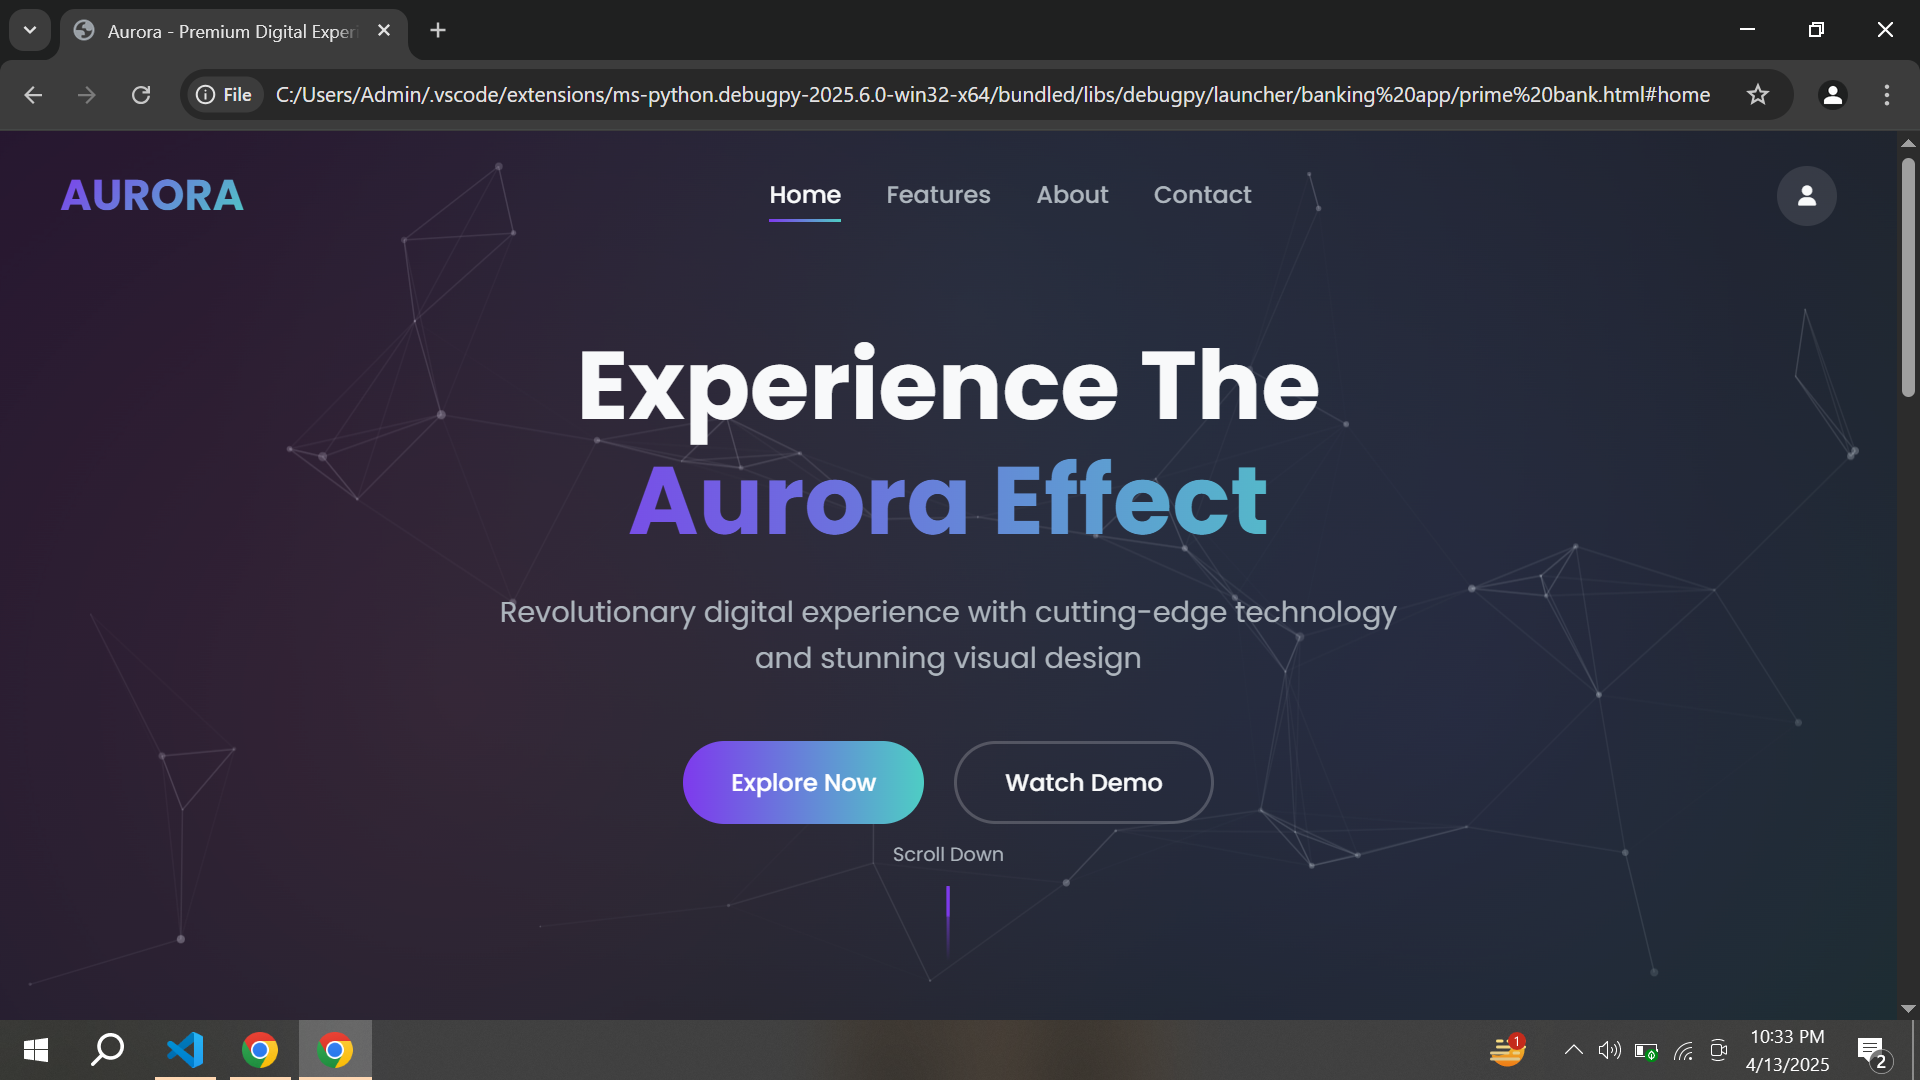 Aurora - Premium Digital Experi
File
C:/Users/Admin/.vscode/extensions/ms-python.debugpy-2025.6.0-win32-x64/bundled/libs/debugpy/launcher/banking%20app/prime%20bank.html#home
AURORA
Home
Features
About
Contact
Experience The
Aurora Effect
Revolutionary digital experience with cutting-edge technology
and stunning visual design
Explore Now
Watch Demo
Scroll Down
1
10:33 PM
4/13/2025
2